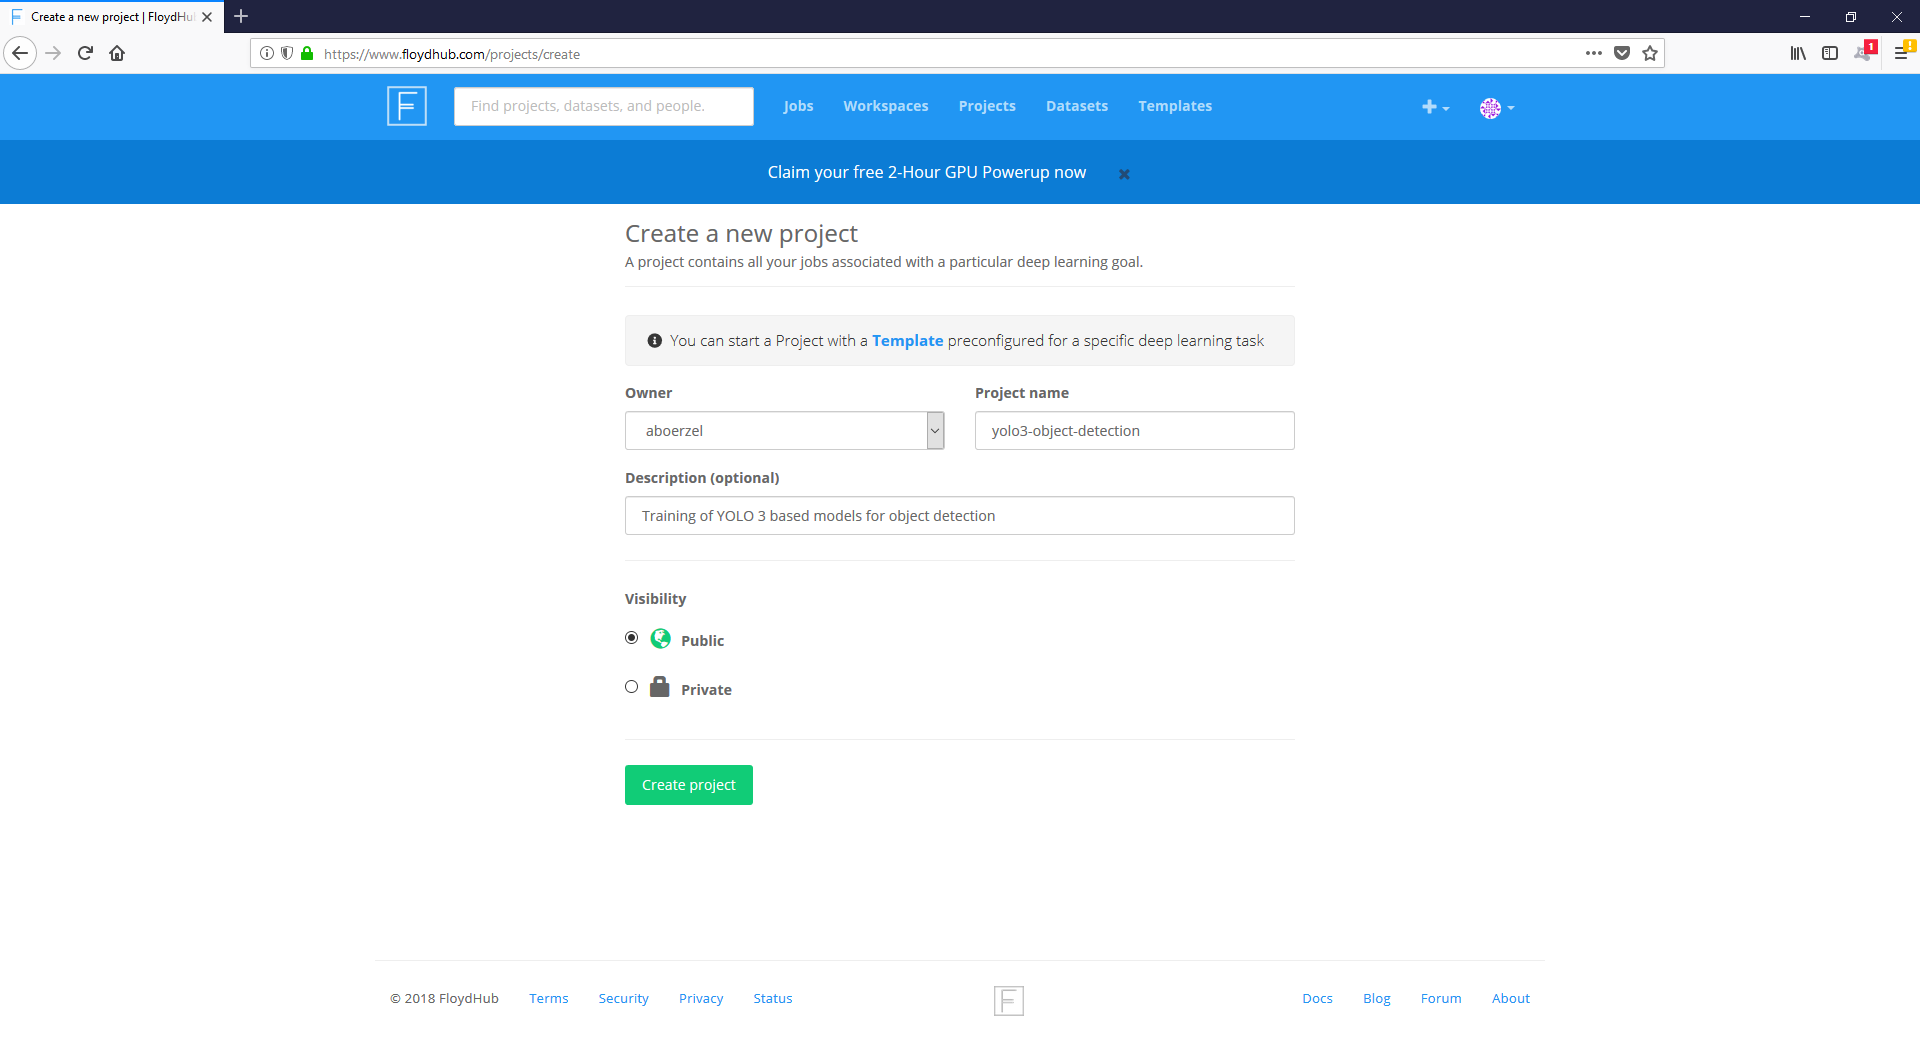 Create a new project | FloydHu
https://www.floydhub.com/projects/create
1
F
Find projects, datasets, and people.
Jobs
Workspaces
Projects
Datasets
Templates
Claim your free 2-Hour GPU Powerup now
Create a new project
A project contains all your jobs associated with a particular deep learning goal.
You can start a Project with a Template preconfigured for a specific deep learning task
Owner
Project name
aboerzel
yolo3-object-detection
Description (optional)
Training of YOLO 3 based models for object detection
Visibility
Public
Private
Create project
© 2018 FloydHub
Terms
Security
Privacy
Status
F
Docs
Blog
Forum
About